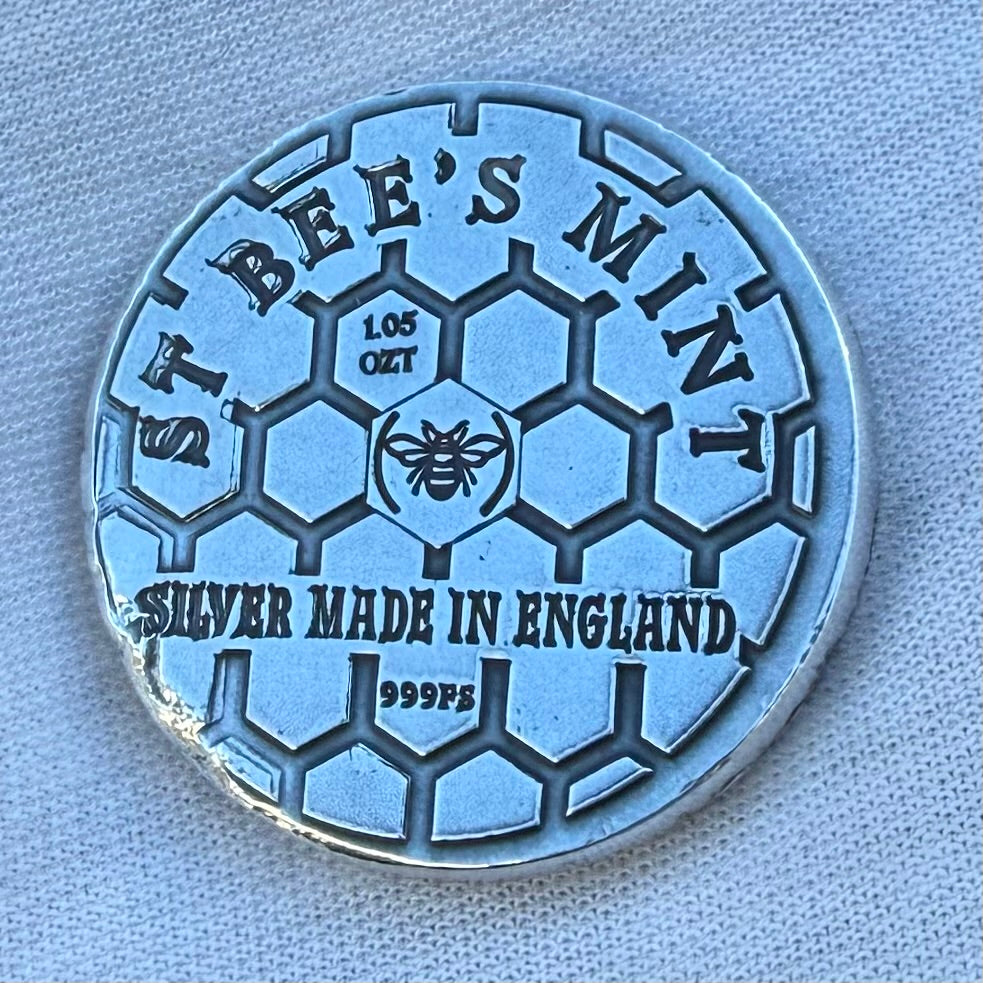 ST BEE'S MINT
1.05
OZT
SILVER MADE IN ENGLAND
999FS